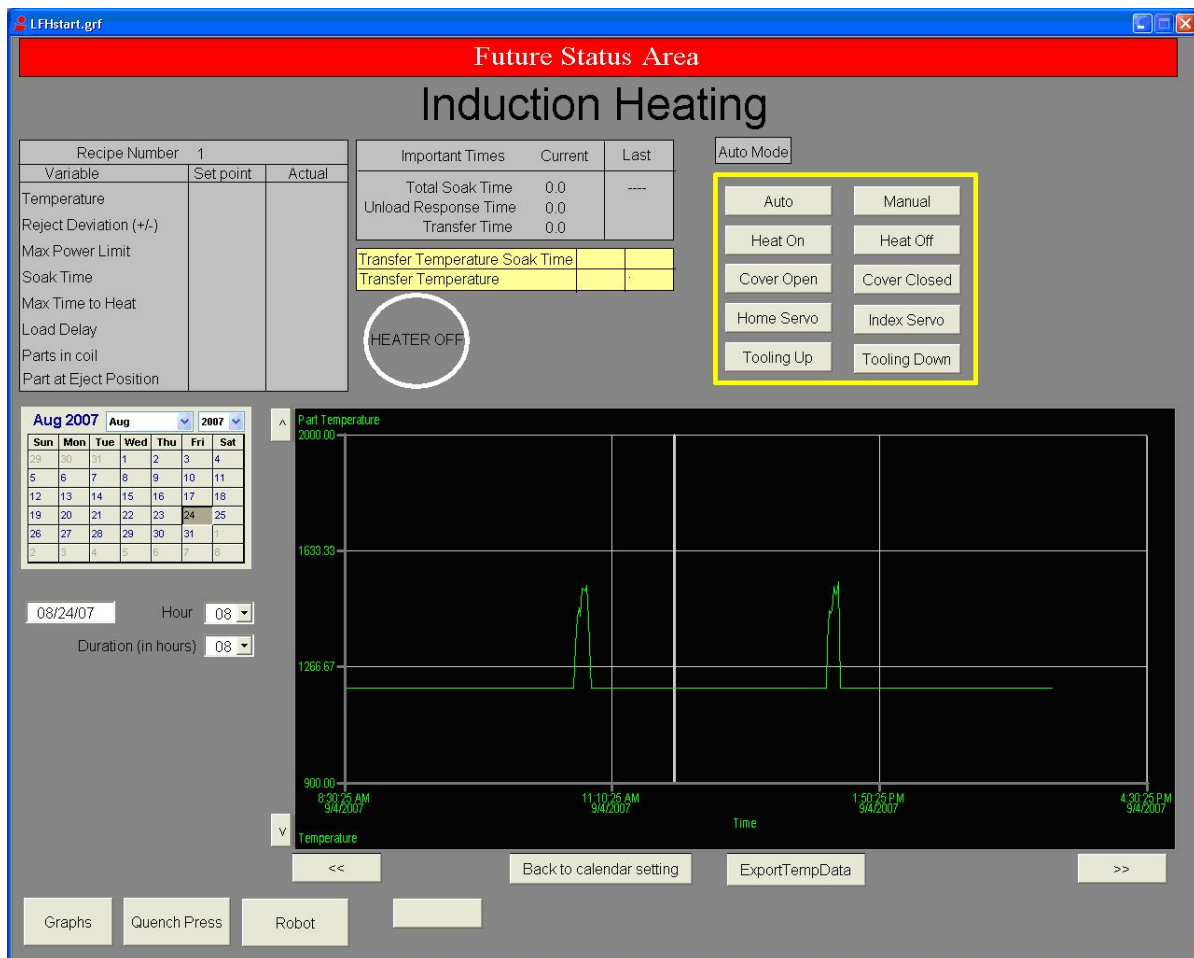 LFHstart.grf
Future Status Area
Induction Heating
Recipe Number 1
Variable Set point Actual
Temperature
Reject Deviation (+/-)
Max Power Limit
Soak Time
Max Time to Heat
Load Delay
Parts in coil
Part at Eject Position
Important Times Current Last
Total Soak Time 0.0 ----
Unload Response Time 0.0
Transfer Time 0.0
Transfer Temperature Soak Time
Transfer Temperature
HEATER OFF
Auto Mode
Auto Manual
Heat On Heat Off
Cover Open Cover Closed
Home Servo Index Servo
Tooling Up Tooling Down
Aug 2007 Aug 2007
Sun Mon Tue Wed Thu Fri Sat
29 30 31 1 2 3 4
5 6 7 8 9 10 11
12 13 14 15 16 17 18
19 20 21 22 23 24 25
26 27 28 29 30 31 1
2 3 4 5 6 7 8
08/24/07 Hour 08
Duration (in hours) 08
^
Part Temperature
2000.00
1633.33
1266.67
900.00
8:30:25 AM 11:10:25 AM 1:50:25 PM 4:30:25 PM
9/4/2007 9/4/2007 9/4/2007 9/4/2007
Time
v
Temperature
<< Back to calendar setting ExportTempData >>
Graphs Quench Press Robot